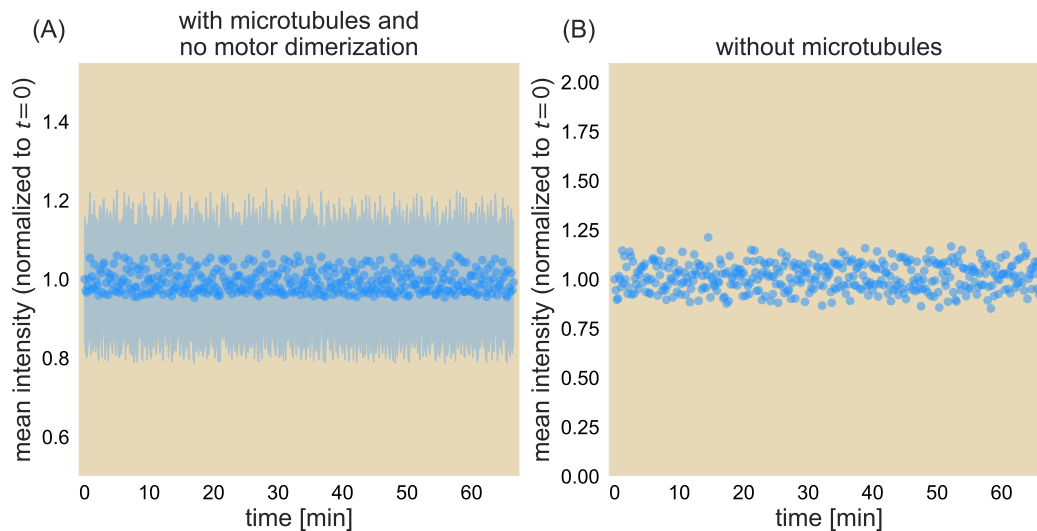 (A)
with microtubules and
no motor dimerization
mean intensity (normalized to t=0)
1.4
1.2
1.0
0.8
0.6
0 10 20 30 40 50 60
time [min]
(B)
without microtubules
mean intensity (normalized to t=0)
2.00
1.75
1.50
1.25
1.00
0.75
0.50
0.25
0.00
0 10 20 30 40 50 60
time [min]